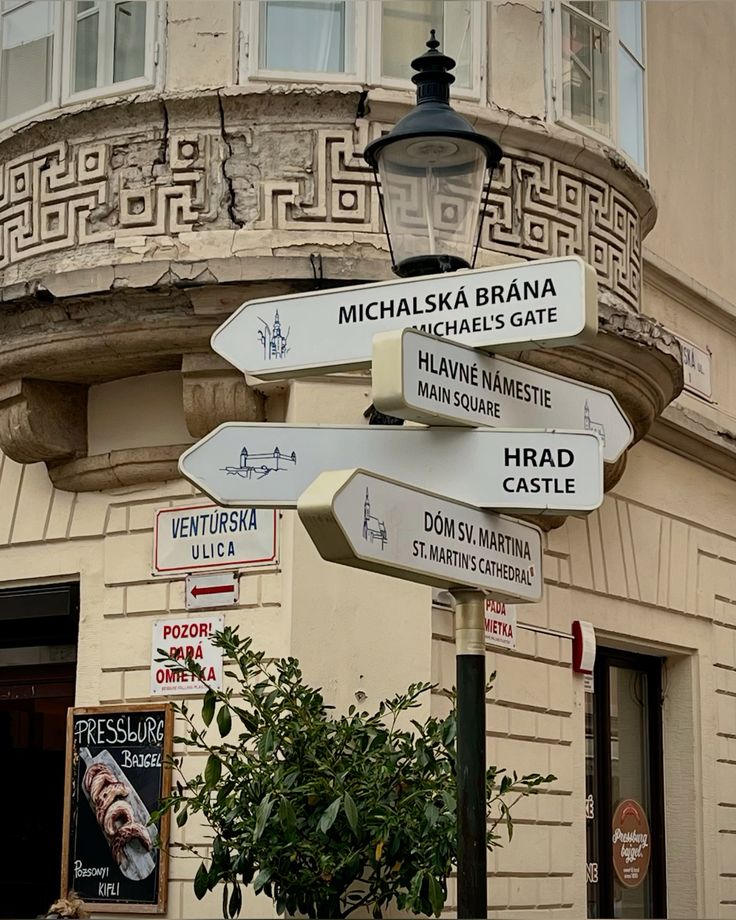 MICHALSKÁ BRÁNA
MICHAEL'S GATE
HLAVNÉ NÁMESTIE
MAIN SQUARE
HRAD
CASTLE
DÓM SV. MARTINA
ST. MARTIN'S CATHEDRAL
VENTÚRSKA
ULICA
POZOR!
PADÁ
OMIETKA
PADÁ
OMIETKA
PRESSBURG
BAJGEL
POZSONYI
KIFLI
Pressburg
bajgel